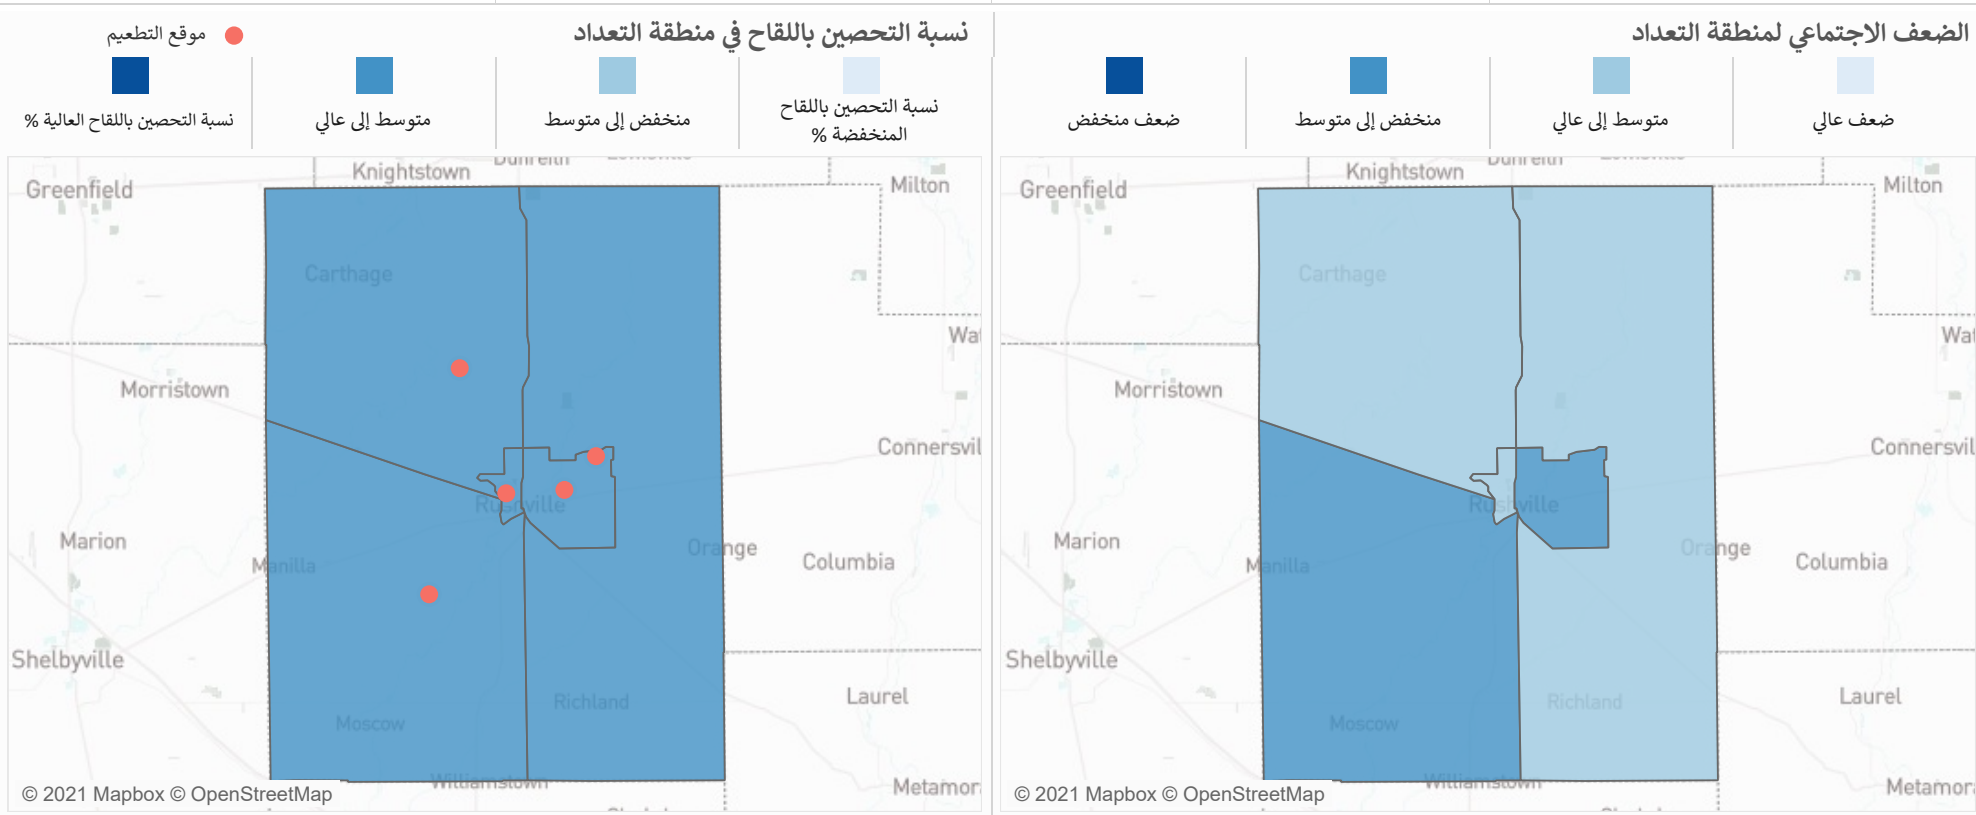 الضعف الاجتماعي لمنطقة التعداد
ضعف عالي
متوسط إلى عالي
منخفض إلى متوسط
ضعف منخفض
Knightstown
Dunreith
Greenfield
Milton
Carthage
Morristown
Connersvil
Rushville
Marion
Manilla
Orange
Columbia
Shelbyville
Richland
Laurel
Moscow
Williamstown
Metamor
© 2021 Mapbox © OpenStreetMap
نسبة التحصين باللقاح في منطقة التعداد
موقع التطعيم
نسبة التحصين باللقاح
المنخفضة %
منخفض إلى متوسط
متوسط إلى عالي
نسبة التحصين باللقاح العالية %
Knightstown
Dunreith
Greenfield
Milton
Carthage
Wat
Morristown
Connersvil
Rushville
Marion
Manilla
Orange
Columbia
Shelbyville
Richland
Laurel
Moscow
Williamstown
Metamor
© 2021 Mapbox © OpenStreetMap